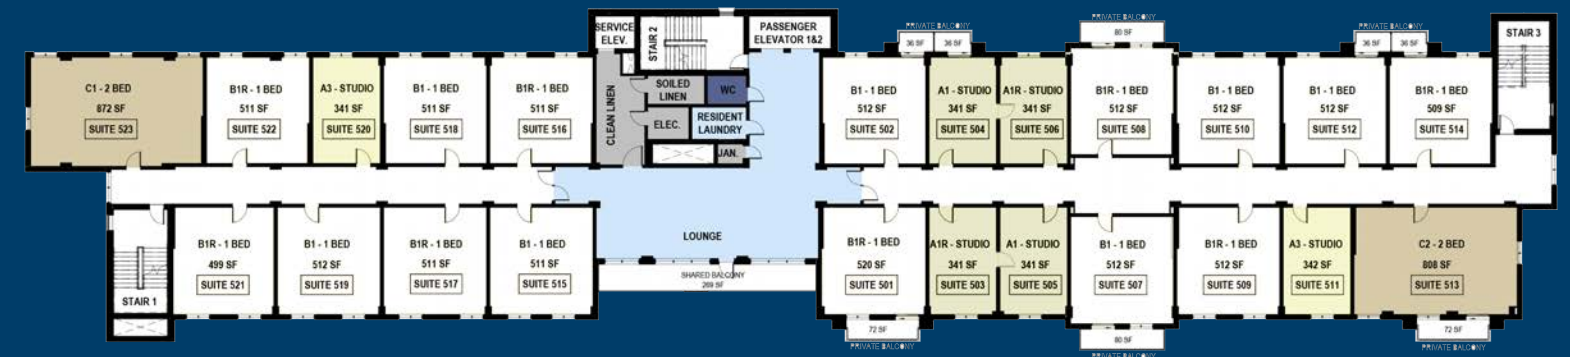 PRIVATE BALCONY
80 SF
PRIVATE BALCONY
36 SF
36 SF
PRIVATE BALCONY
36 SF
36 SF
SERVICE
ELEV.
STAIR 2
PASSENGER
ELEVATOR 1&2
STAIR 3
C1 - 2 BED
872 SF
SUITE 523
B1R - 1 BED
511 SF
SUITE 522
A3 - STUDIO
341 SF
SUITE 520
B1 - 1 BED
511 SF
SUITE 518
B1R - 1 BED
511 SF
SUITE 516
CLEAN LINEN
SOILED
LINEN
WC
ELEC.
RESIDENT
LAUNDRY
JAN.
B1 - 1 BED
512 SF
SUITE 502
A1 - STUDIO
341 SF
SUITE 504
A1R - STUDIO
341 SF
SUITE 506
B1R - 1 BED
512 SF
SUITE 508
B1 - 1 BED
512 SF
SUITE 510
B1 - 1 BED
512 SF
SUITE 512
B1R - 1 BED
509 SF
SUITE 514
STAIR 1
B1R - 1 BED
499 SF
SUITE 521
B1 - 1 BED
512 SF
SUITE 519
B1R - 1 BED
511 SF
SUITE 517
B1 - 1 BED
511 SF
SUITE 515
LOUNGE
SHARED BALCONY
269 SF
B1R - 1 BED
520 SF
SUITE 501
A1R - STUDIO
341 SF
SUITE 503
A1 - STUDIO
341 SF
SUITE 505
B1 - 1 BED
512 SF
SUITE 507
B1R - 1 BED
512 SF
SUITE 509
A3 - STUDIO
342 SF
SUITE 511
C2 - 2 BED
808 SF
SUITE 513
72 SF
PRIVATE BALCONY
80 SF
PRIVATE BALCONY
72 SF
PRIVATE BALCONY